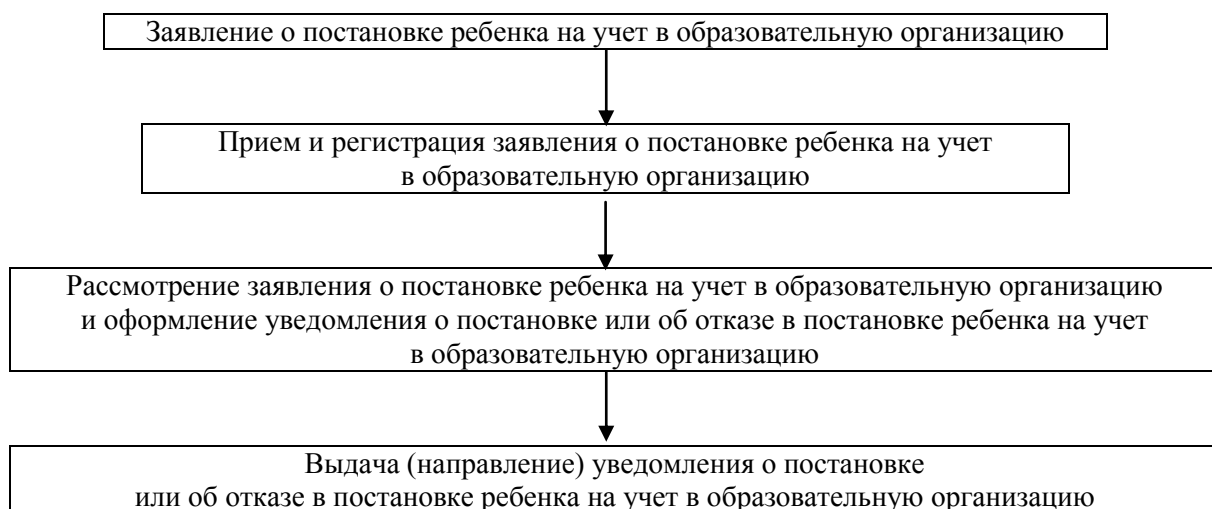 Заявление о постановке ребенка на учет в образовательную организацию
Прием и регистрация заявления о постановке ребенка на учет
в образовательную организацию
Рассмотрение заявления о постановке ребенка на учет в образовательную организацию
и оформление уведомления о постановке или об отказе в постановке ребенка на учет
в образовательную организацию
Выдача (направление) уведомления о постановке
или об отказе в постановке ребенка на учет в образовательную организацию